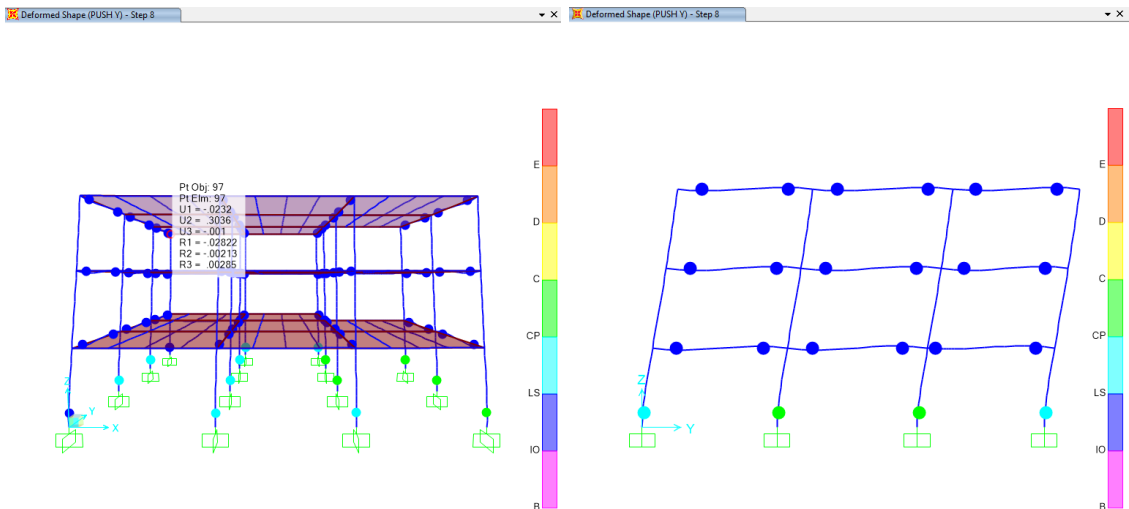 Deformed Shape (PUSH Y) - Step 8
Pt Obj: 97
Pt Elm: 97
U1 = -.0232
U2 = .3036
U3 = -.001
R1 = -.02822
R2 = -.00213
R3 = .00285
Z
Y
X
E
D
C
CP
LS
IO
B
Deformed Shape (PUSH Y) - Step 8
Z
Y
E
D
C
CP
LS
IO
B